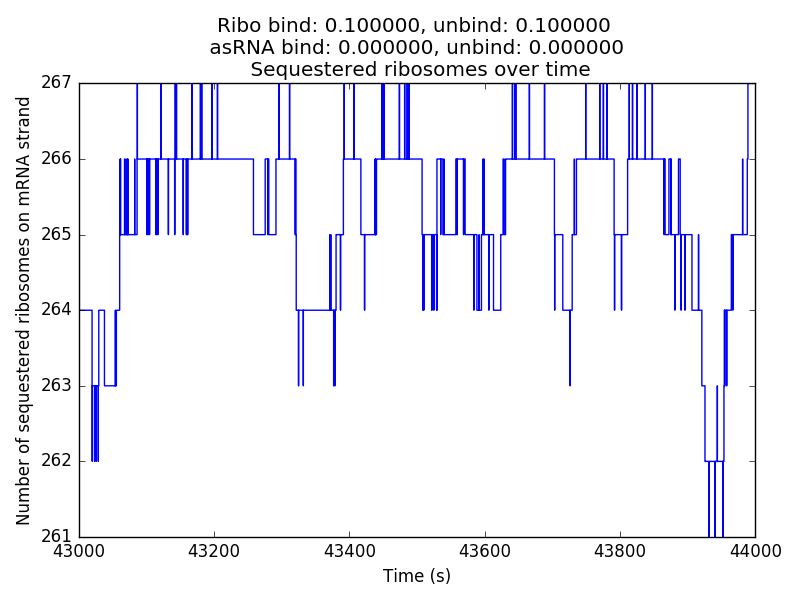 Ribo bind: 0.100000, unbind: 0.100000
asRNA bind: 0.000000, unbind: 0.000000
Sequestered ribosomes over time
Number of sequestered ribosomes on mRNA strand
267
266
265
264
263
262
261
43000 43200 43400 43600 43800 44000
Time (s)